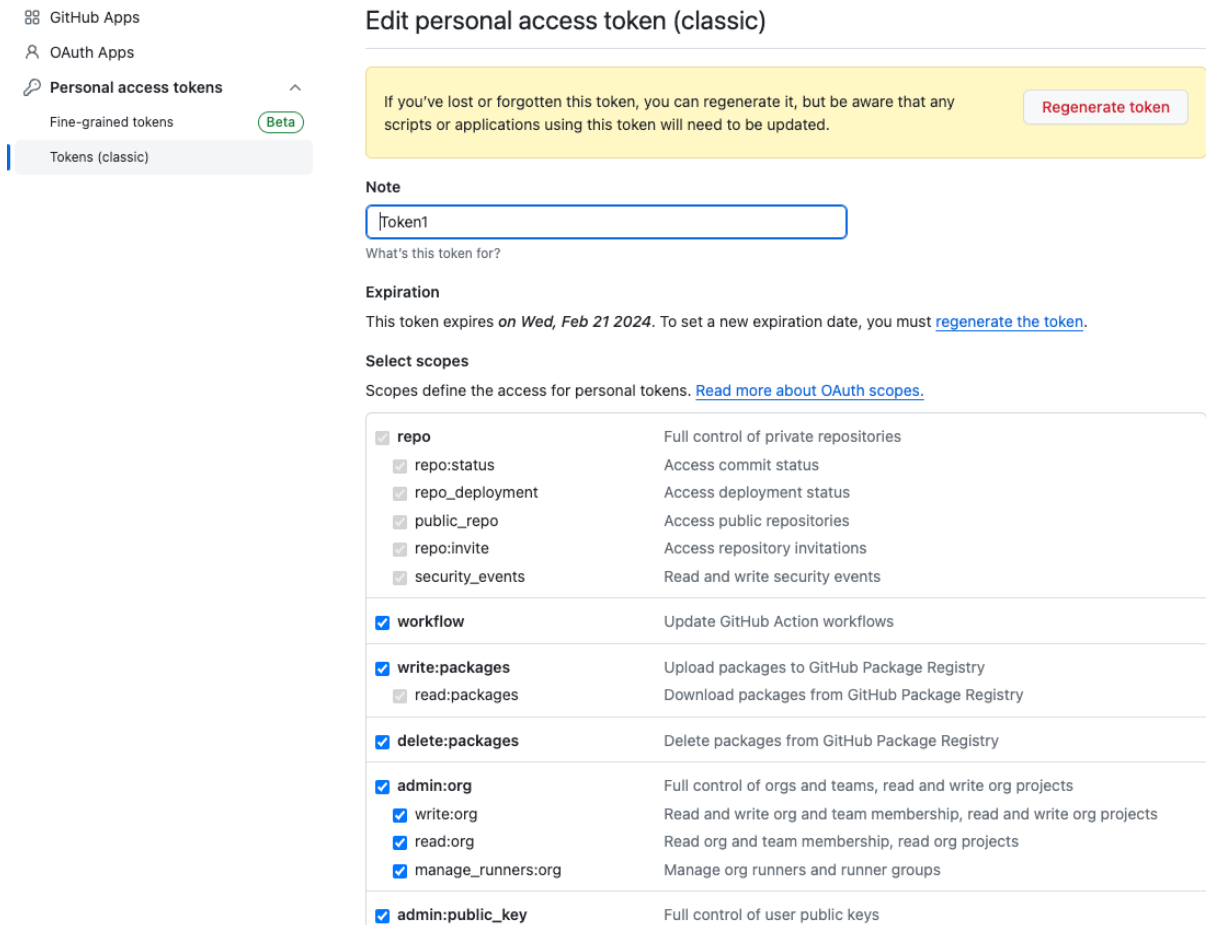 GitHub Apps
OAuth Apps
Personal access tokens
Fine-grained tokens Beta
Tokens (classic)
Edit personal access token (classic)
If you’ve lost or forgotten this token, you can regenerate it, but be aware that any
scripts or applications using this token will need to be updated.
Regenerate token
Note
Token1
What's this token for?
Expiration
This token expires on Wed, Feb 21 2024. To set a new expiration date, you must regenerate the token.
Select scopes
Scopes define the access for personal tokens. Read more about OAuth scopes.
repo Full control of private repositories
repo:status Access commit status
repo_deployment Access deployment status
public_repo Access public repositories
repo:invite Access repository invitations
security_events Read and write security events
workflow Update GitHub Action workflows
write:packages Upload packages to GitHub Package Registry
read:packages Download packages from GitHub Package Registry
delete:packages Delete packages from GitHub Package Registry
admin:org Full control of orgs and teams, read and write org projects
write:org Read and write org and team membership, read and write org projects
read:org Read org and team membership, read org projects
manage_runners:org Manage org runners and runner groups
admin:public_key Full control of user public keys